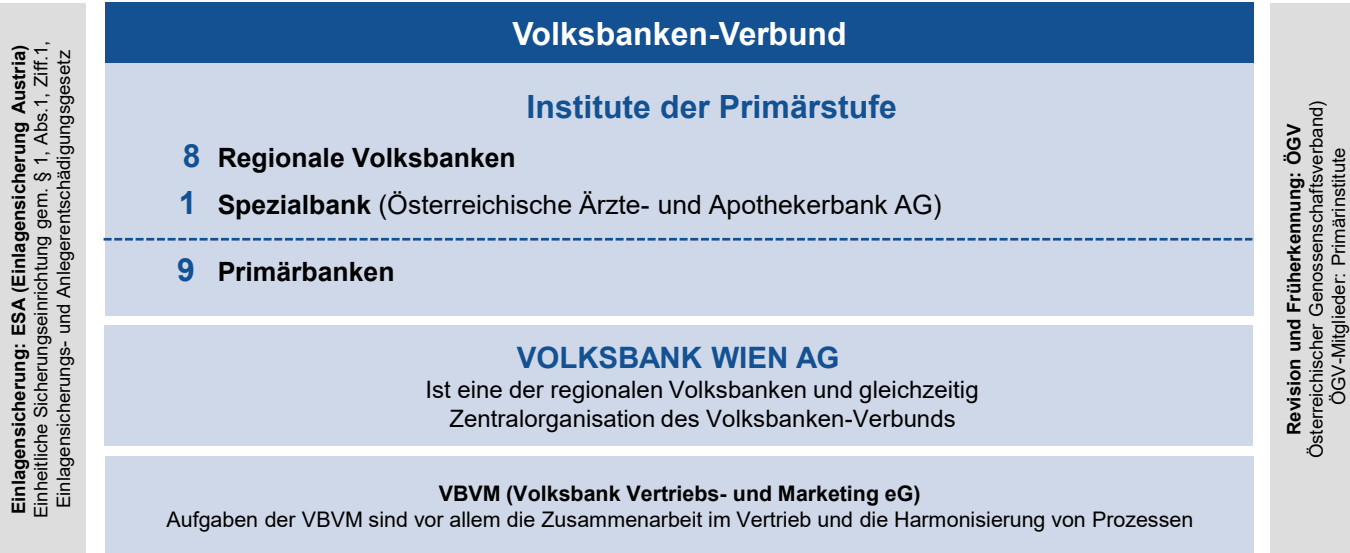 Einlagensicherung: ESA (Einlagensicherung Austria)
Einheitliche Sicherungseinrichtung gem. § 1, Abs.1, Ziff.1,
Einlagensicherungs- und Anlegerentschädigungsgesetz
Volksbanken-Verbund
Institute der Primärstufe
8 Regionale Volksbanken
1 Spezialbank (Österreichische Ärzte- und Apothekerbank AG)
9 Primärbanken
VOLKSBANK WIEN AG
Ist eine der regionalen Volksbanken und gleichzeitig
Zentralorganisation des Volksbanken-Verbunds
VBVM (Volksbank Vertriebs- und Marketing eG)
Aufgaben der VBVM sind vor allem die Zusammenarbeit im Vertrieb und die Harmonisierung von Prozessen
Revision und Früherkennung: ÖGV
Österreichischer Genossenschaftsverband)
ÖGV-Mitglieder: Primärinstitute